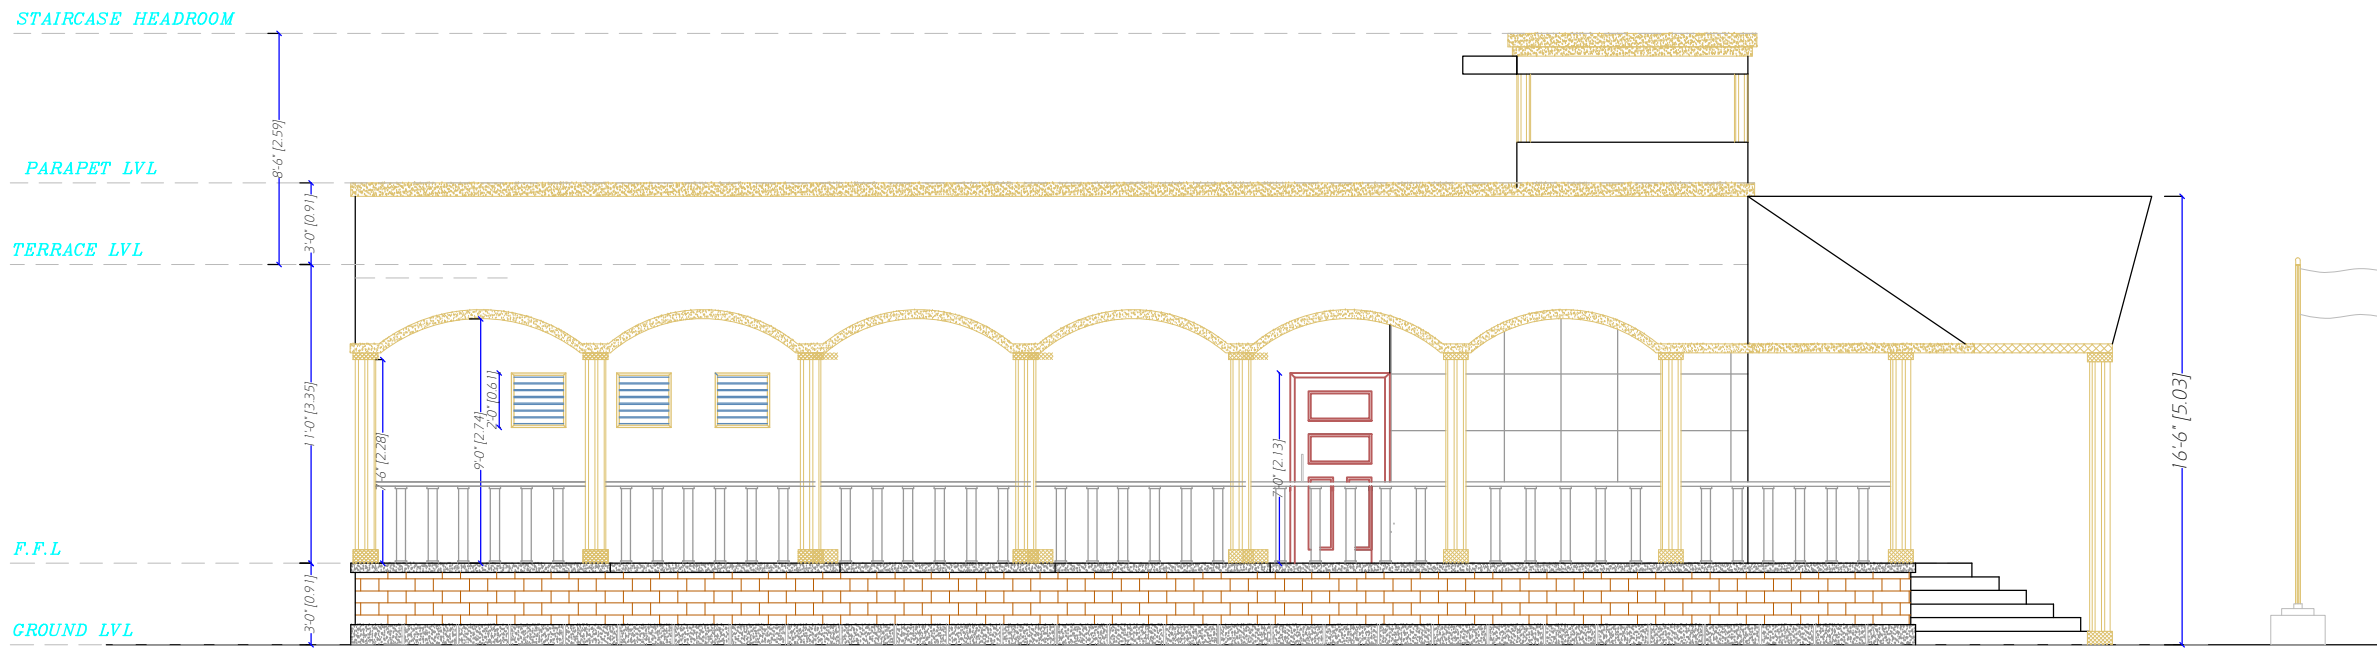 STAIRCASE HEADROOM
8'-6" [2.59]
PARAPET LVL
3'-0" [0.91]
TERRACE LVL
11'-0" [3.35]
2'-0" [0.61]
9'-0" [2.74]
7'-6" [2.28]
7'-0" [2.13]
16'-6" [5.03]
F.F.L
3'-0" [0.91]
GROUND LVL